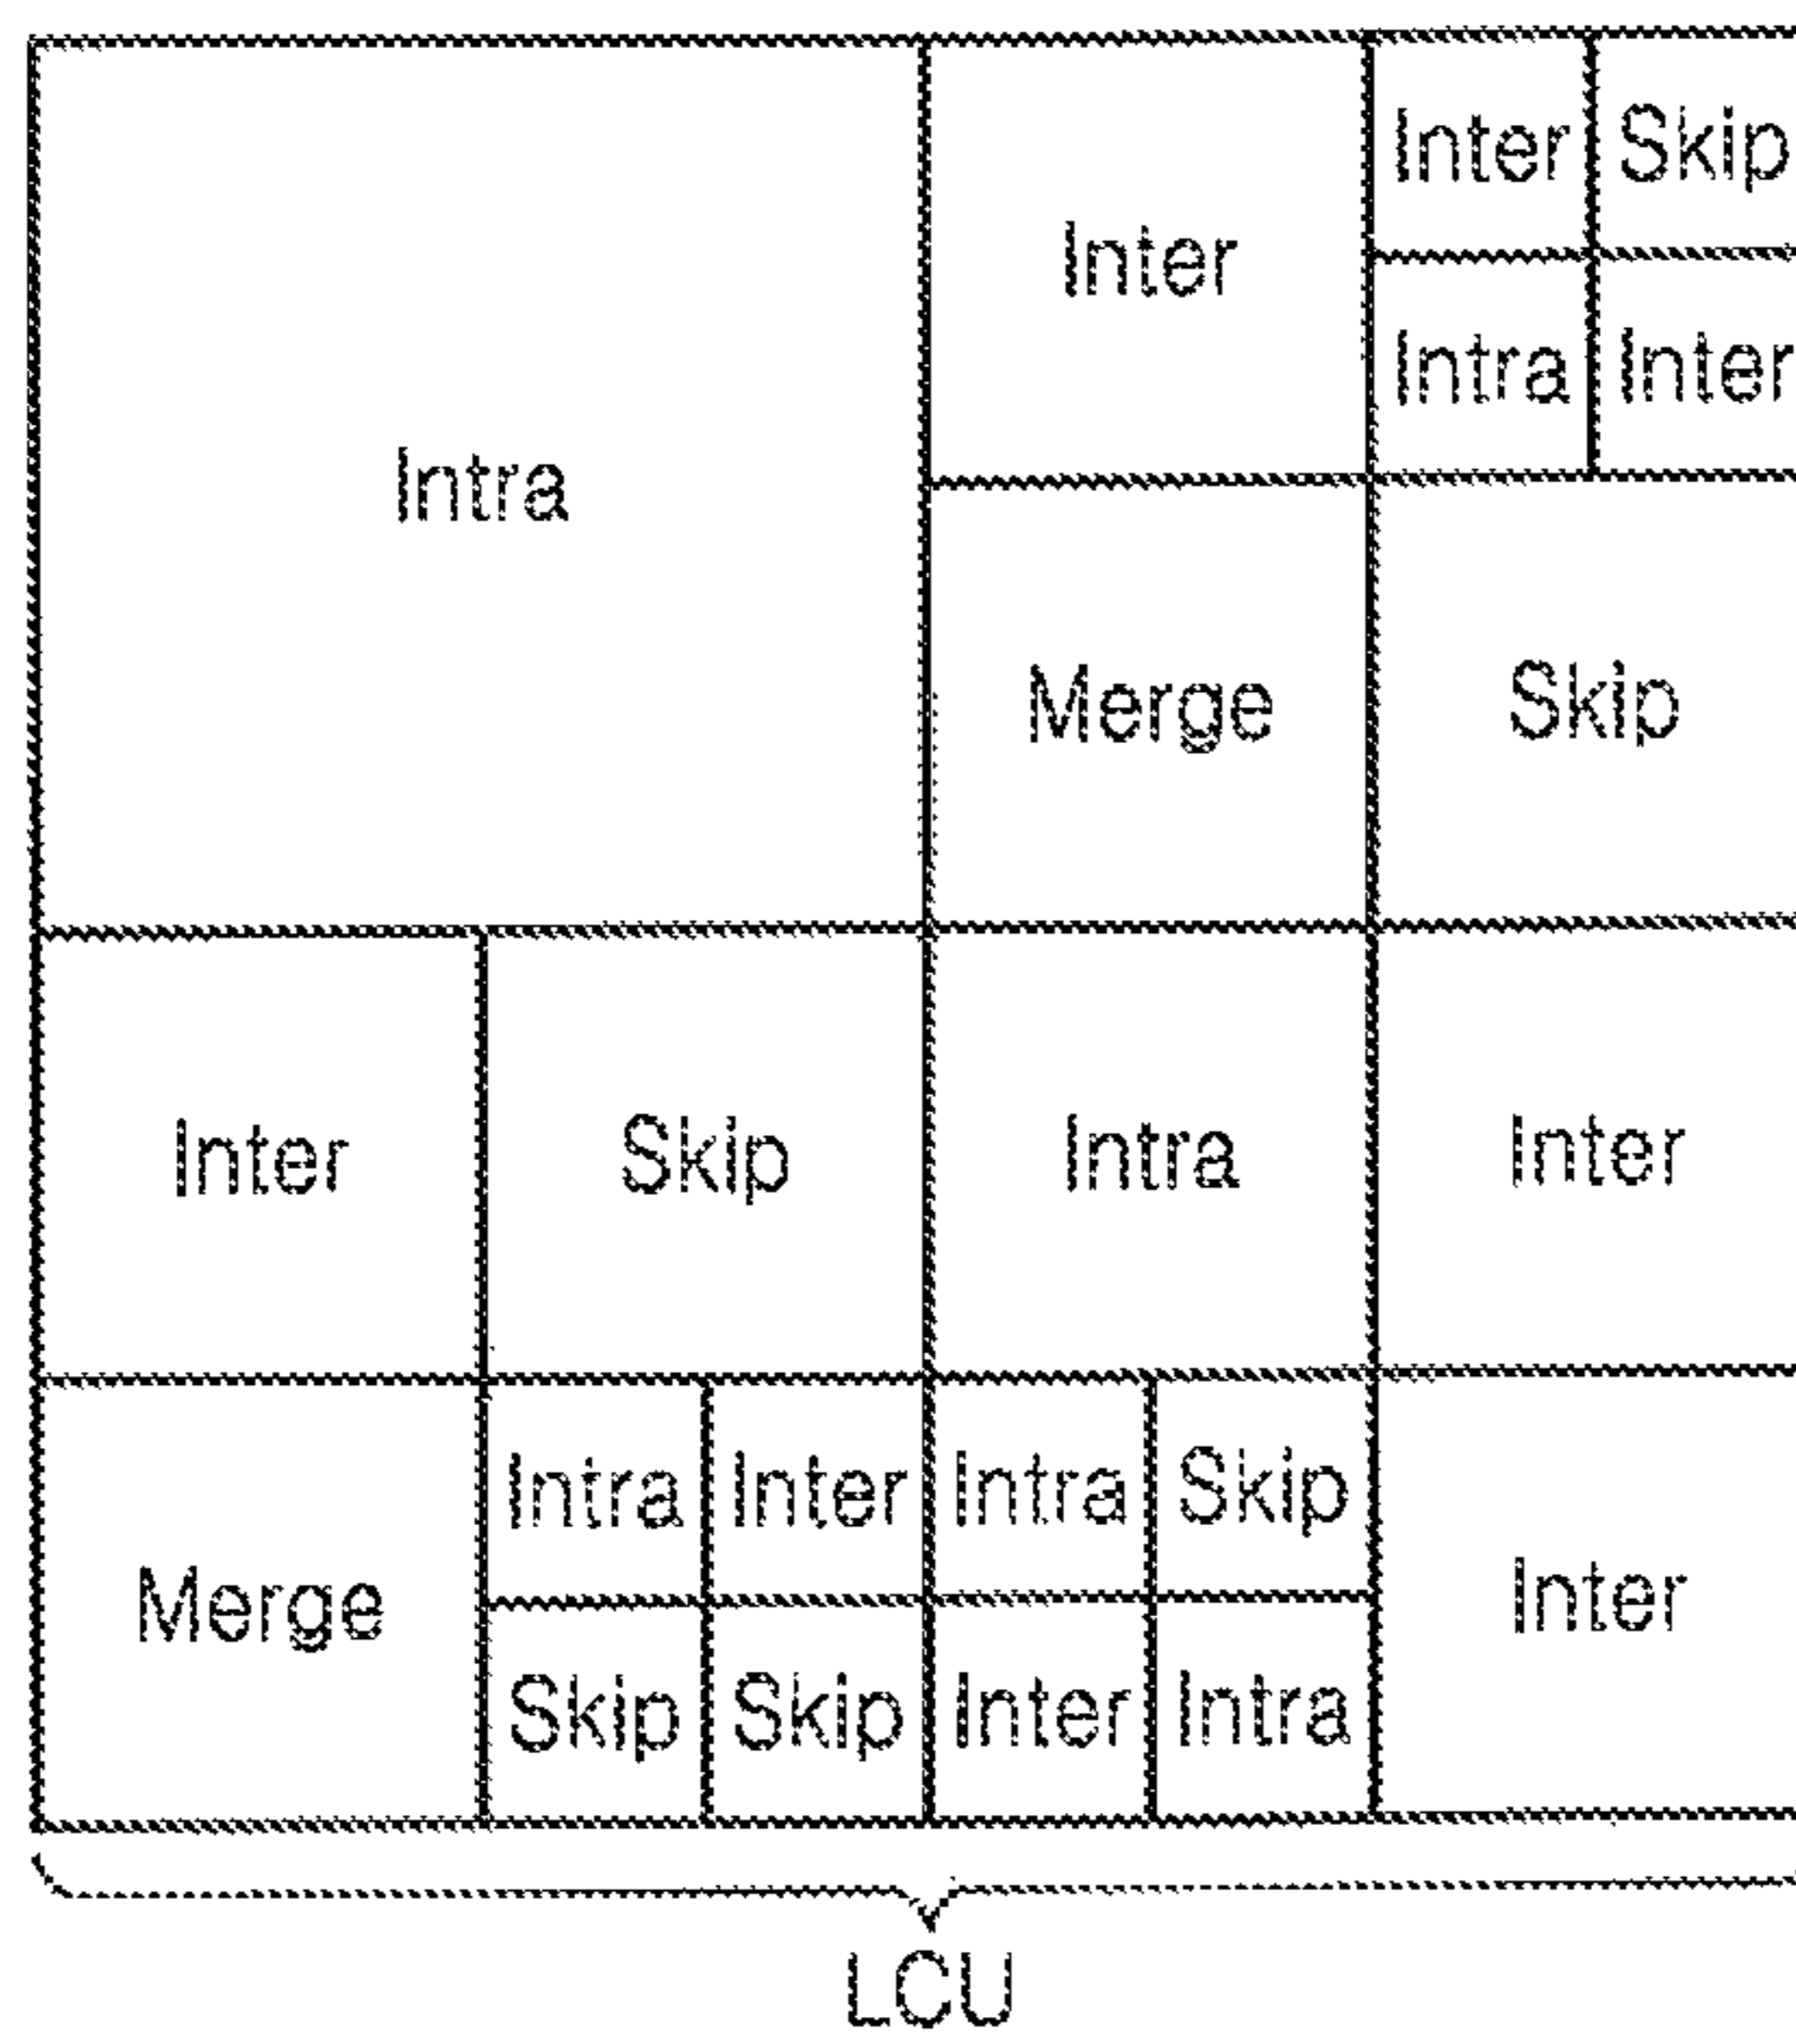 Inter Skip
Inter
Intra Inter
Intra
Merge Skip
Inter Skip Intra Inter
Intra Inter Intra Skip
Merge Inter
Skip Skip Inter Intra
LCU